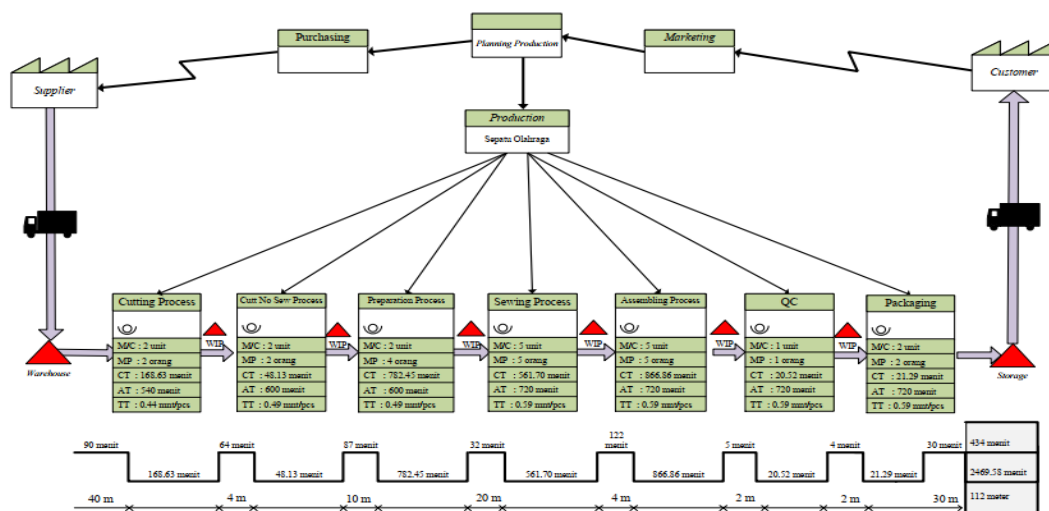 Purchasing
Planning Production
Marketing
Supplier
Customer
Production
Sepatu Olahraga
Cutting Process
M/C : 2 unit
MP : 2 orang
CT : 168.63 menit
AT : 540 menit
TT : 0.44 mnt/pcs
Cutt No Sew Process
M/C : 2 unit
MP : 2 orang
CT : 48.13 menit
AT : 600 menit
TT : 0.49 mnt/pcs
Preparation Process
M/C : 2 unit
MP : 4 orang
CT : 782.45 menit
AT : 600 menit
TT : 0.49 mnt/pcs
Sewing Process
M/C : 5 unit
MP : 5 orang
CT : 561.70 menit
AT : 720 menit
TT : 0.59 mnt/pcs
Assembling Process
M/C : 5 unit
MP : 5 orang
CT : 866.86 menit
AT : 720 menit
TT : 0.59 mnt/pcs
QC
M/C : 1 unit
MP : 1 orang
CT : 20.52 menit
AT : 720 menit
TT : 0.59 mnt/pcs
Packaging
M/C : 2 unit
MP : 2 orang
CT : 21.29 menit
AT : 720 menit
TT : 0.59 mnt/pcs
WIP
WIP
WIP
WIP
WIP
WIP
Warehouse
Storage
90 menit
64 menit
87 menit
32 menit
122
menit
5 menit
4 menit
30 menit
434 menit
168.63 menit
48.13 menit
782.45 menit
561.70 menit
866.86 menit
20.52 menit
21.29 menit
2469.58 menit
40 m
4 m
10 m
20 m
4 m
2 m
2 m
30 m
112 meter